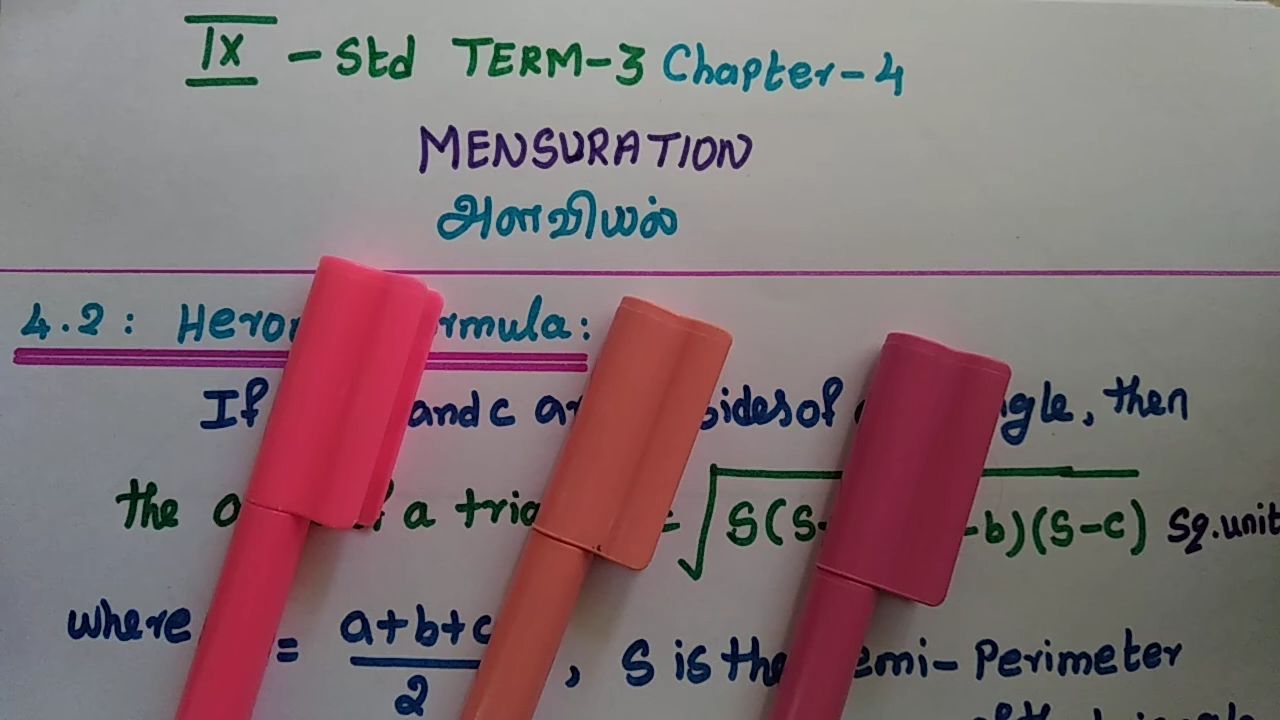 IX - Std TERM-3 Chapter-4
MENSURATION
அளவியல்
4.2: Heron rmula:
If and c a sides of gle, then
the a tria = √S(S- -b)(S-c) Sq.unit
where = a+b+c/2, S is the emi-Perimeter